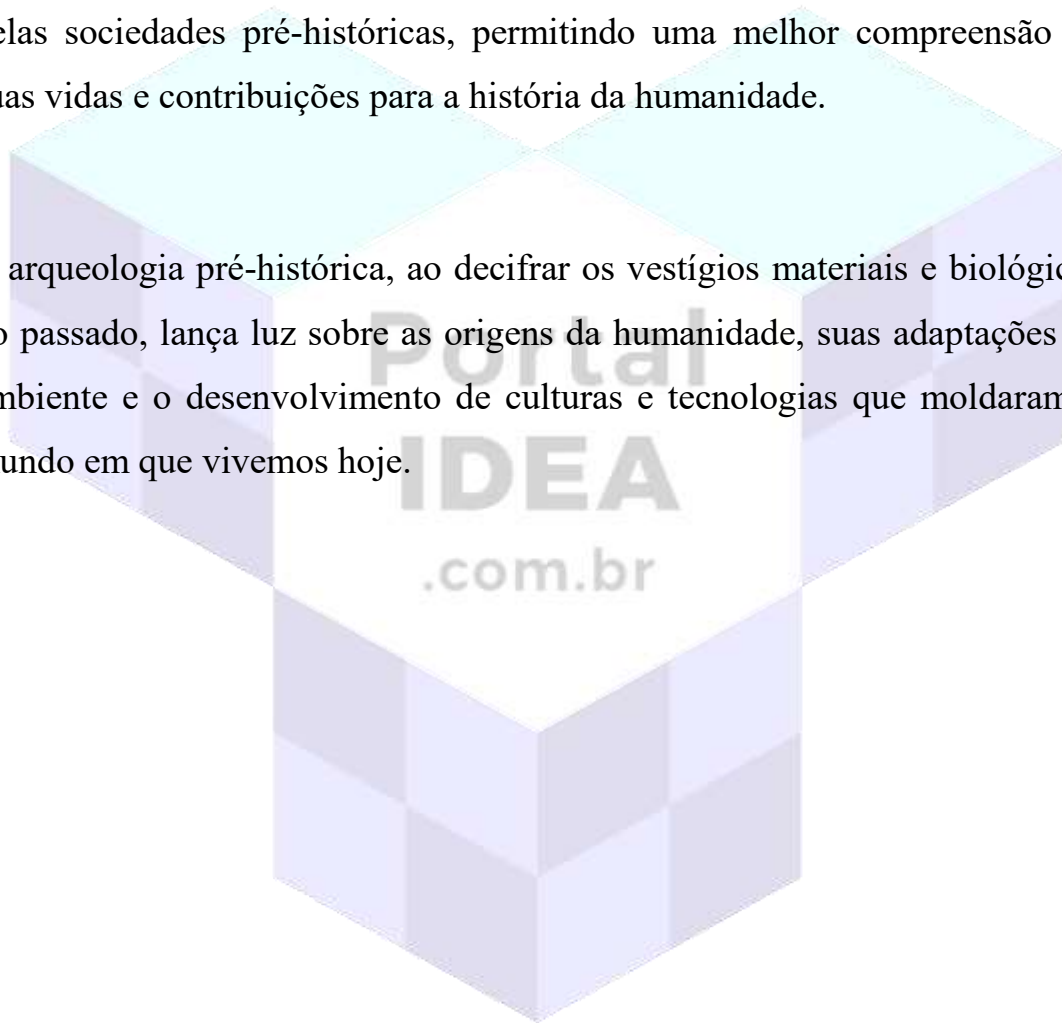 elas sociedades pré-históricas, permitindo uma melhor compreensão
uas vidas e contribuições para a história da humanidade.
arqueologia pré-histórica, ao decifrar os vestígios materiais e biológic
o passado, lança luz sobre as origens da humanidade, suas adaptações
mbiente e o desenvolvimento de culturas e tecnologias que moldaram
undo em que vivemos hoje.
Portal
IDEA
.com.br